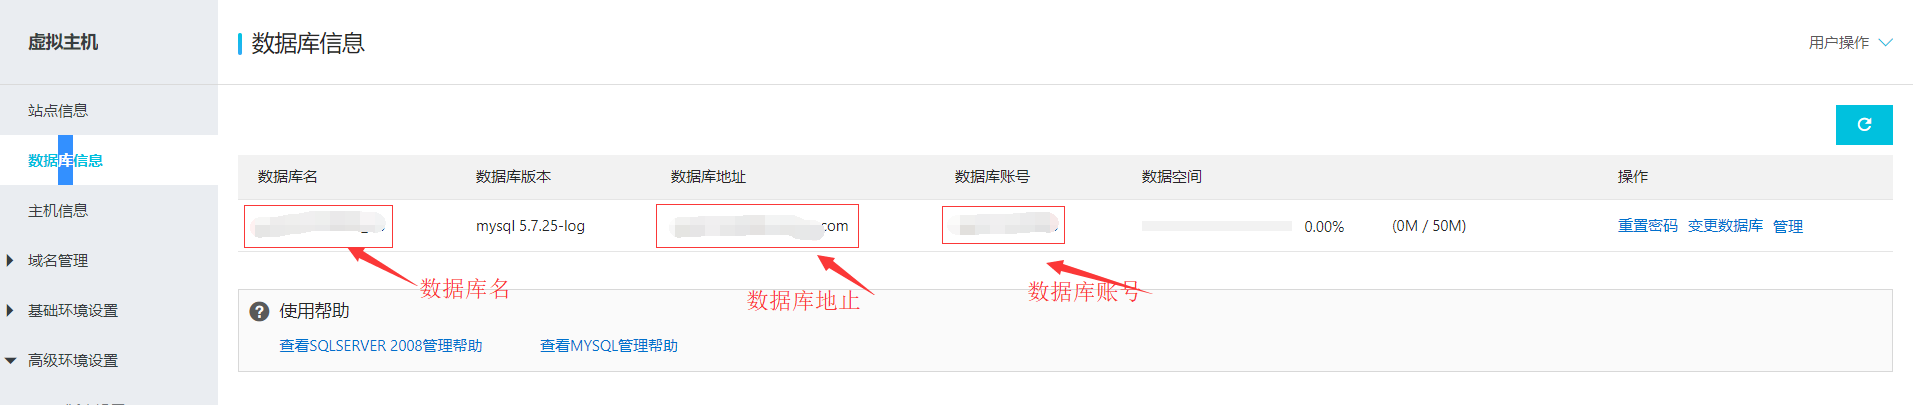 虚拟主机
数据库信息
用户操作
站点信息
数据库信息
主机信息
域名管理
基础环境设置
高级环境设置
数据库名 数据库版本 数据库地址 数据库账号 数据空间 操作
mysql 5.7.25-log com 0.00% (0M / 50M) 重置密码 变更数据库 管理
数据库名
数据库地止
数据库账号
使用帮助
查看SQLSERVER 2008管理帮助 查看MYSQL管理帮助